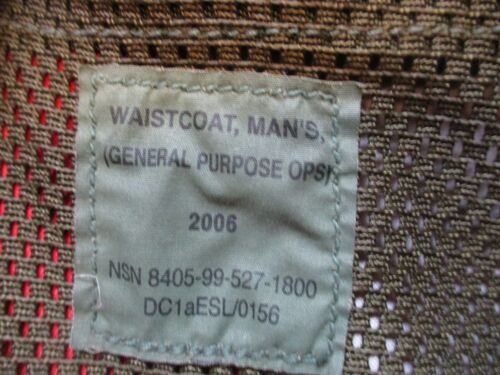 WAISTCOAT, MAN'S,
(GENERAL PURPOSE OPS)
2006
NSN 8405-99-527-1800
DC1aESL/0156